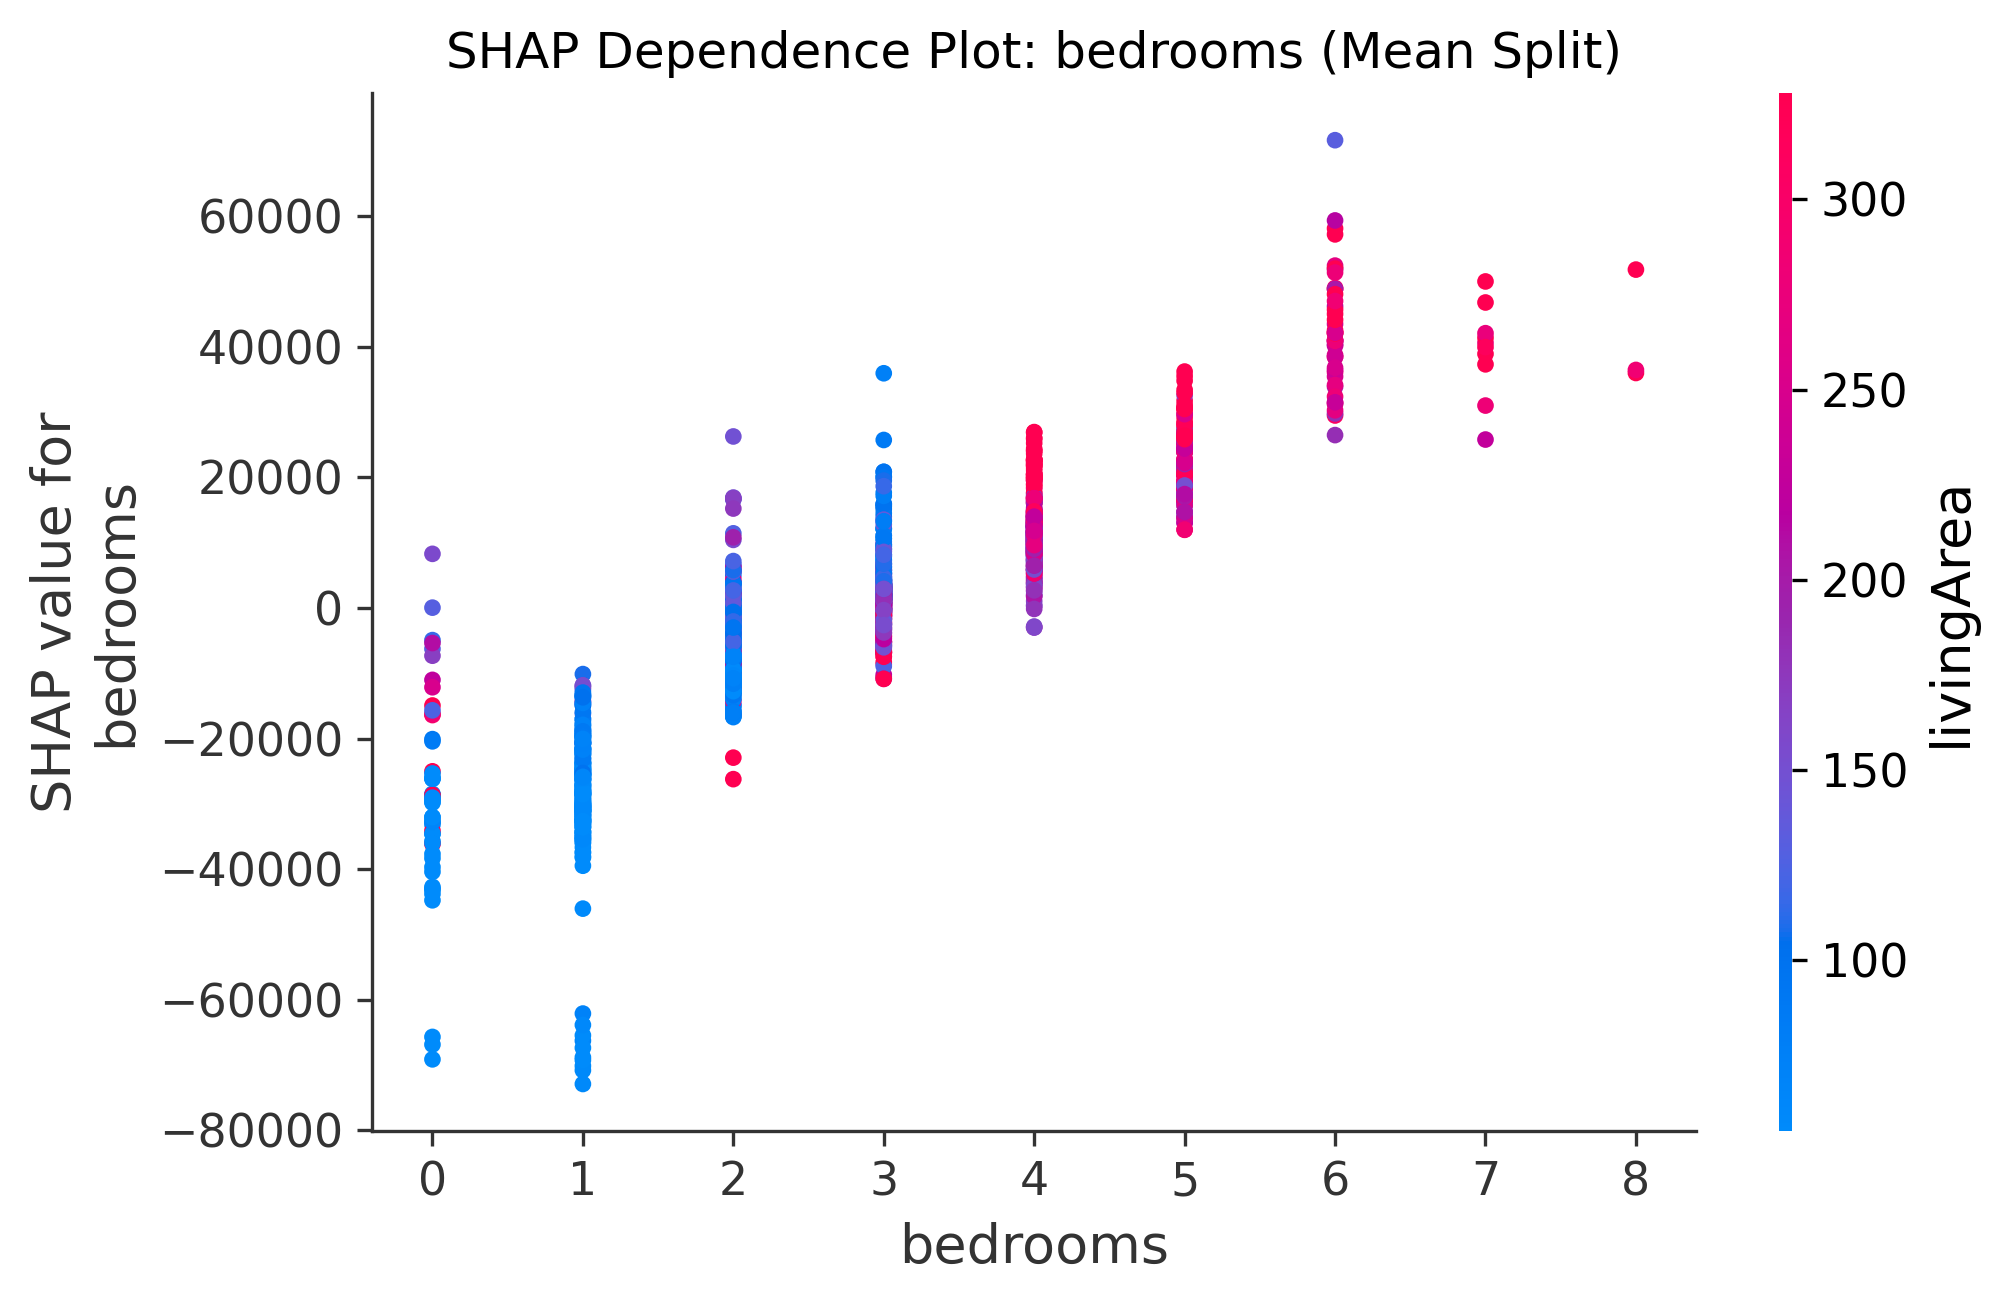 SHAP Dependence Plot: bedrooms (Mean Split)
SHAP value for
bedrooms
60000
40000
20000
0
−20000
−40000
−60000
−80000
0 1 2 3 4 5 6 7 8
bedrooms
300
250
200
150
100
livingArea